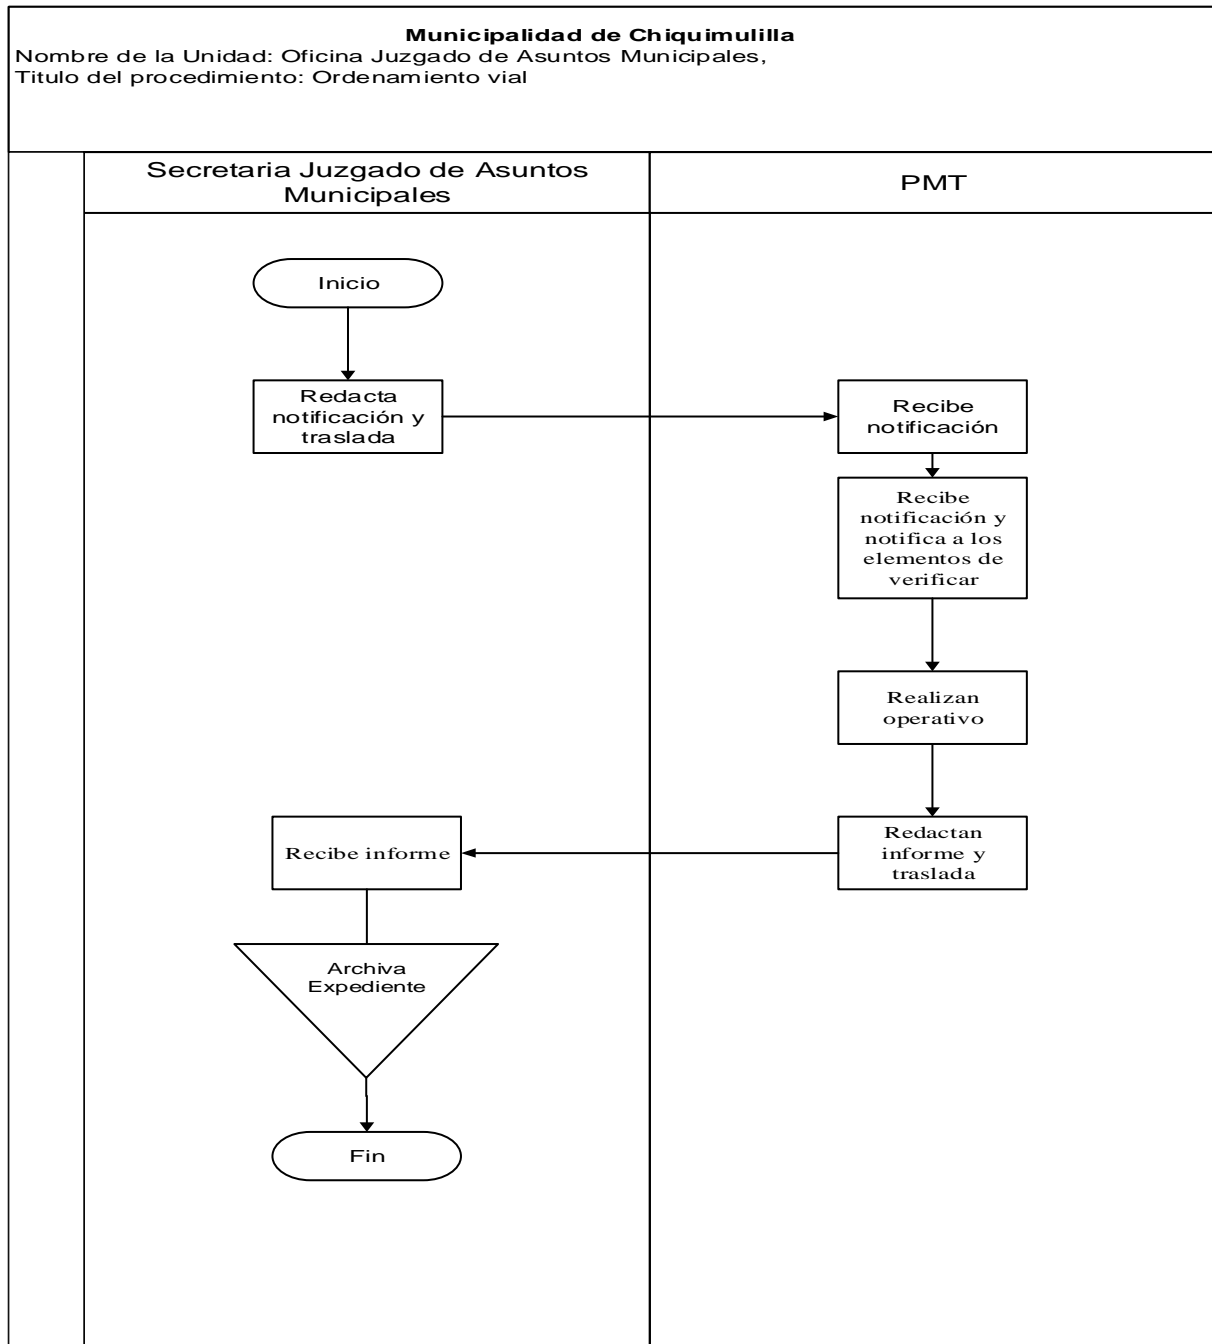 Municipalidad de Chiquimulilla
Nombre de la Unidad: Oficina Juzgado de Asuntos Municipales,
Titulo del procedimiento: Ordenamiento vial
Secretaria Juzgado de Asuntos
Municipales
PMT
Inicio
Redacta
notificación y
traslada
Recibe
notificación
Recibe
notificación y
notifica a los
elementos de
verificar
Realizan
operativo
Redactan
informe y
traslada
Recibe informe
Archiva
Expediente
Fin